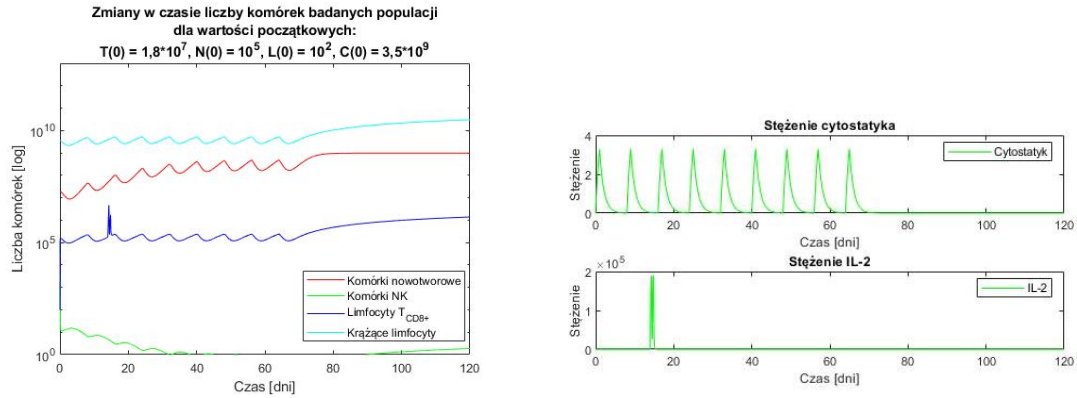 Zmiany w czasie liczby komórek badanych populacji
dla wartości początkowych:
T(0) = 1,8*10^7, N(0) = 10^5, L(0) = 10^2, C(0) = 3,5*10^9
Liczba komórek [log]
10^10
10^5
10^0
0 20 40 60 80 100 120
Czas [dni]
Komórki nowotworowe
Komórki NK
Limfocyty T_CD8+
Krążące limfocyty
Stężenie cytostatyka
Stężenie
4
2
0
0 20 40 60 80 100 120
Czas [dni]
Cytostatyk
Stężenie IL-2
×10^5
Stężenie
2
1
0
0 20 40 60 80 100 120
Czas [dni]
IL-2